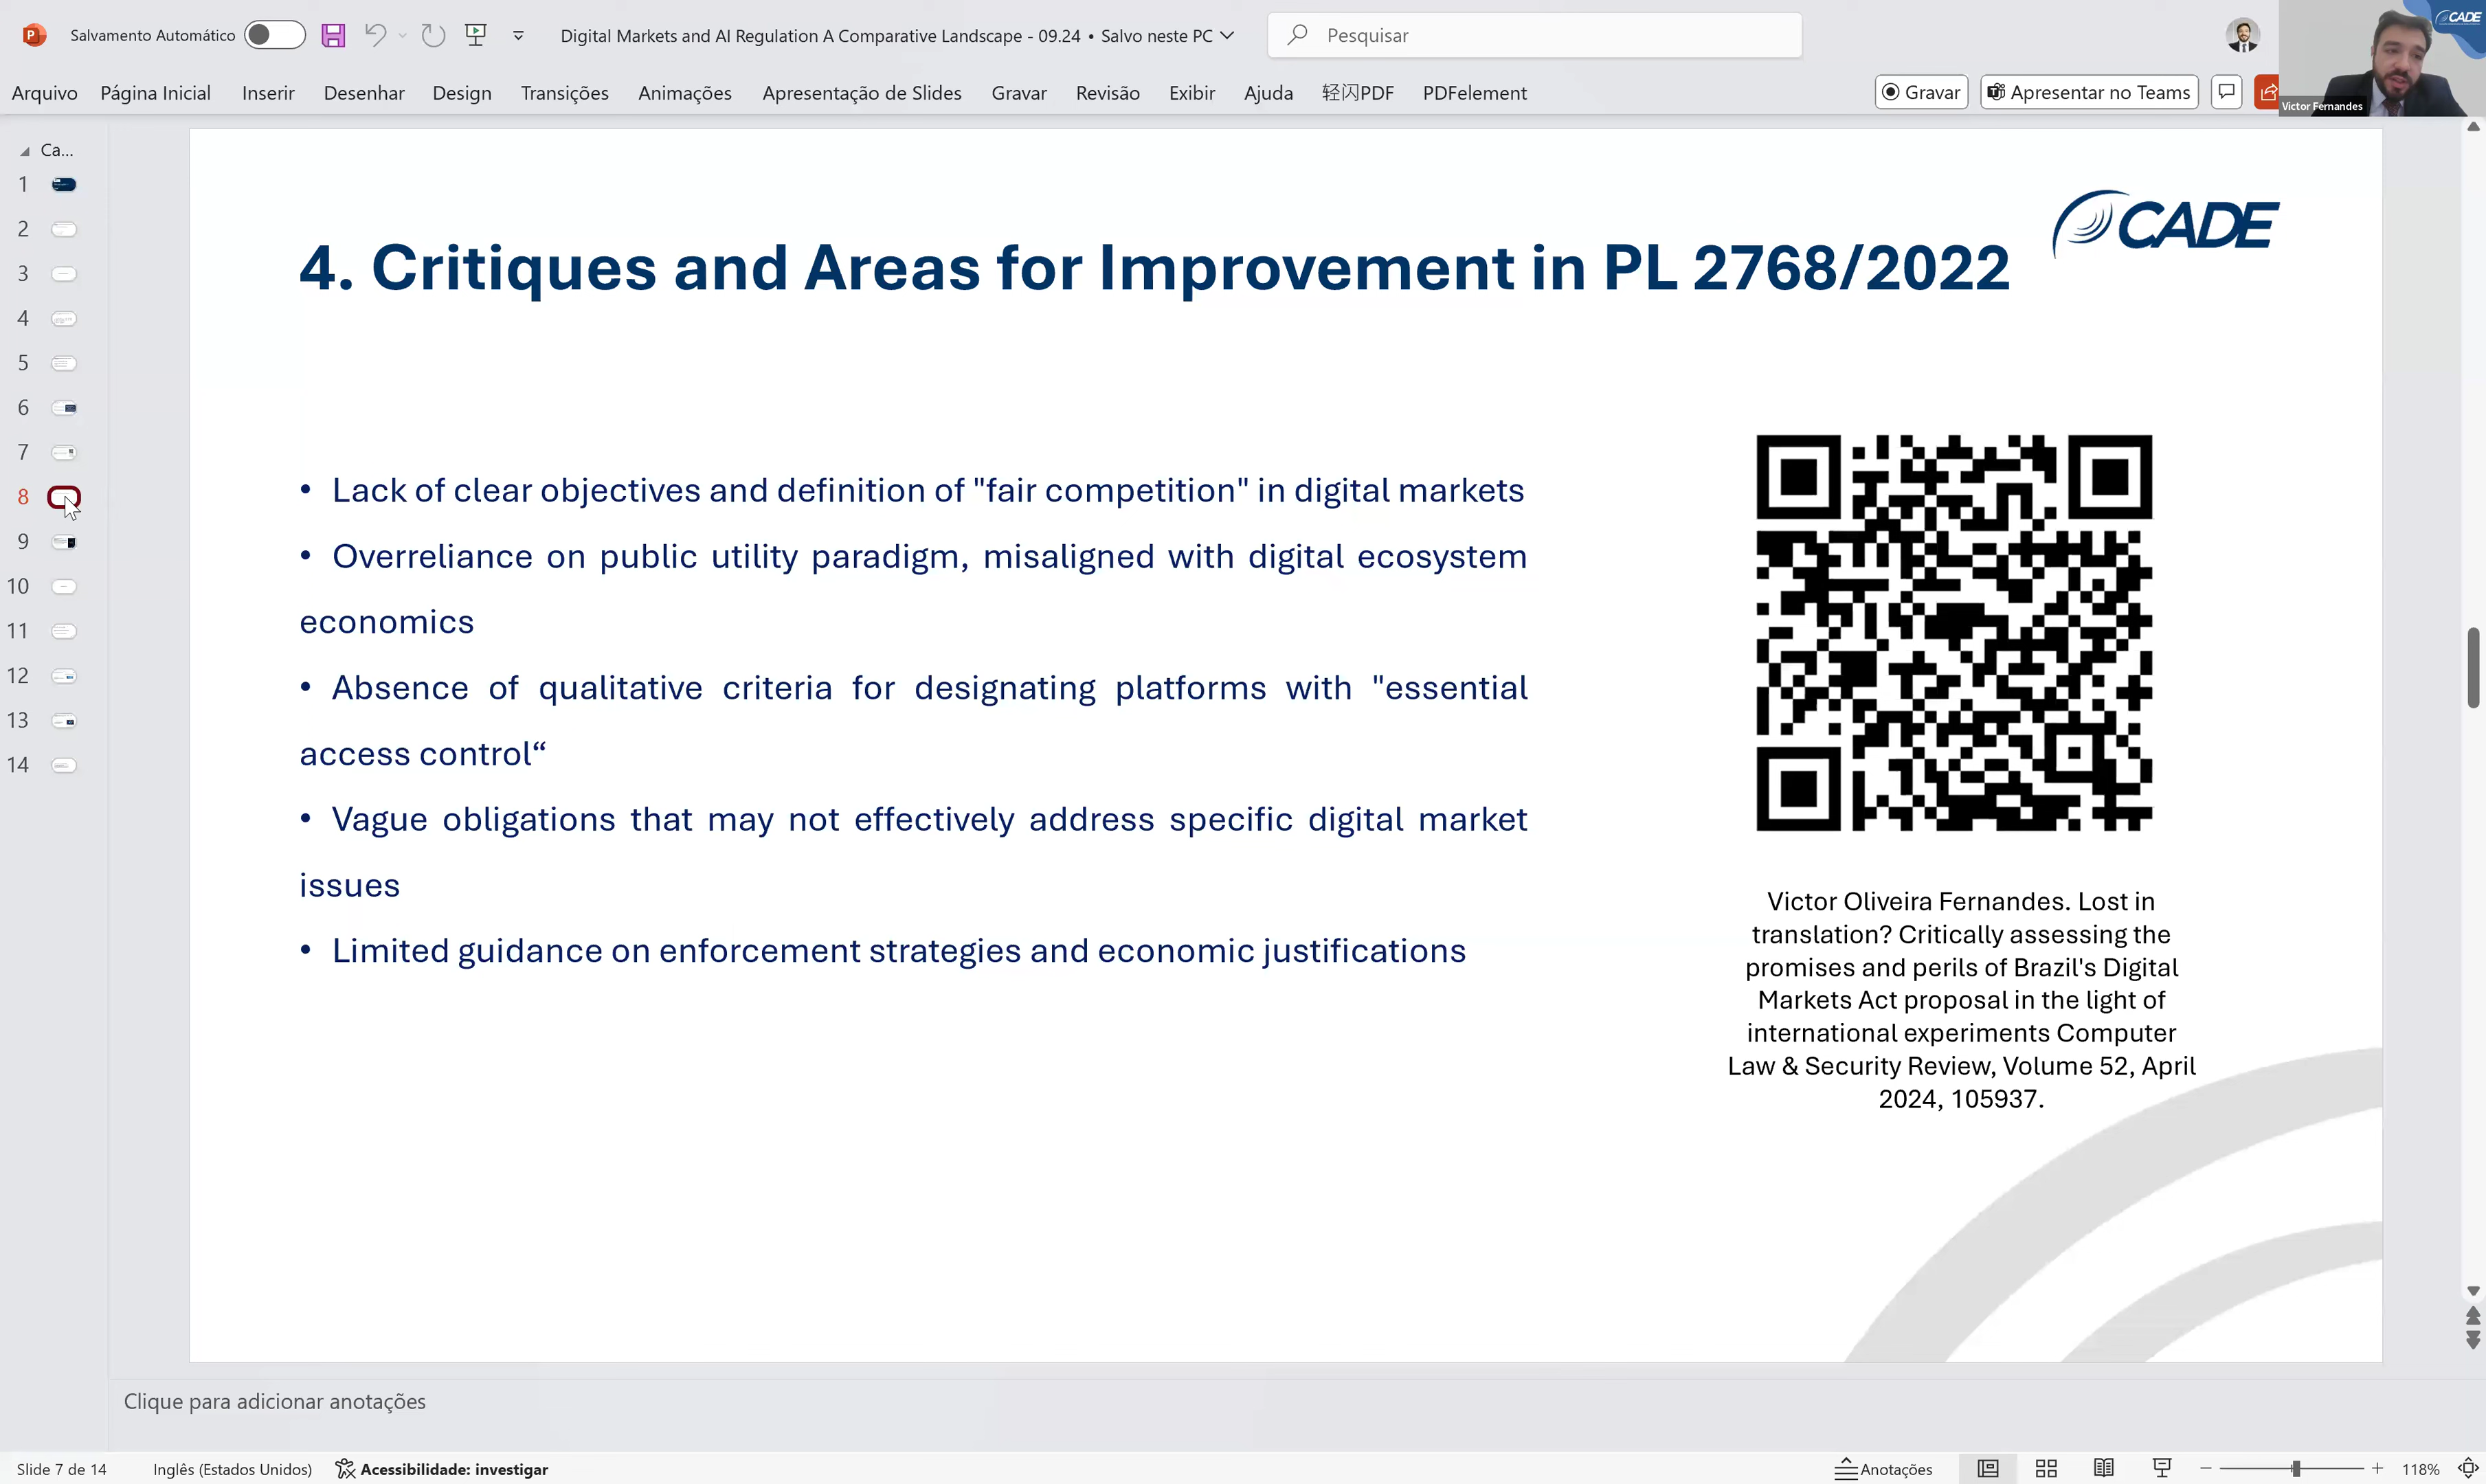 Salvamento Automático
Digital Markets and AI Regulation A Comparative Landscape - 09.24 • Salvo neste PC
Pesquisar
CADE
Arquivo Página Inicial Inserir Desenhar Design Transições Animações Apresentação de Slides Gravar Revisão Exibir Ajuda 轻闪PDF PDFelement
Gravar
Apresentar no Teams
Victor Fernandes
Ca...
1
2
3
4
5
6
7
8
9
10
11
12
13
14
CADE
4. Critiques and Areas for Improvement in PL 2768/2022
• Lack of clear objectives and definition of "fair competition" in digital markets
• Overreliance on public utility paradigm, misaligned with digital ecosystem
economics
• Absence of qualitative criteria for designating platforms with "essential
access control“
• Vague obligations that may not effectively address specific digital market
issues
• Limited guidance on enforcement strategies and economic justifications
Victor Oliveira Fernandes. Lost in
translation? Critically assessing the
promises and perils of Brazil's Digital
Markets Act proposal in the light of
international experiments Computer
Law & Security Review, Volume 52, April
2024, 105937.
Clique para adicionar anotações
Slide 7 de 14
Inglês (Estados Unidos)
Acessibilidade: investigar
Anotações
118%